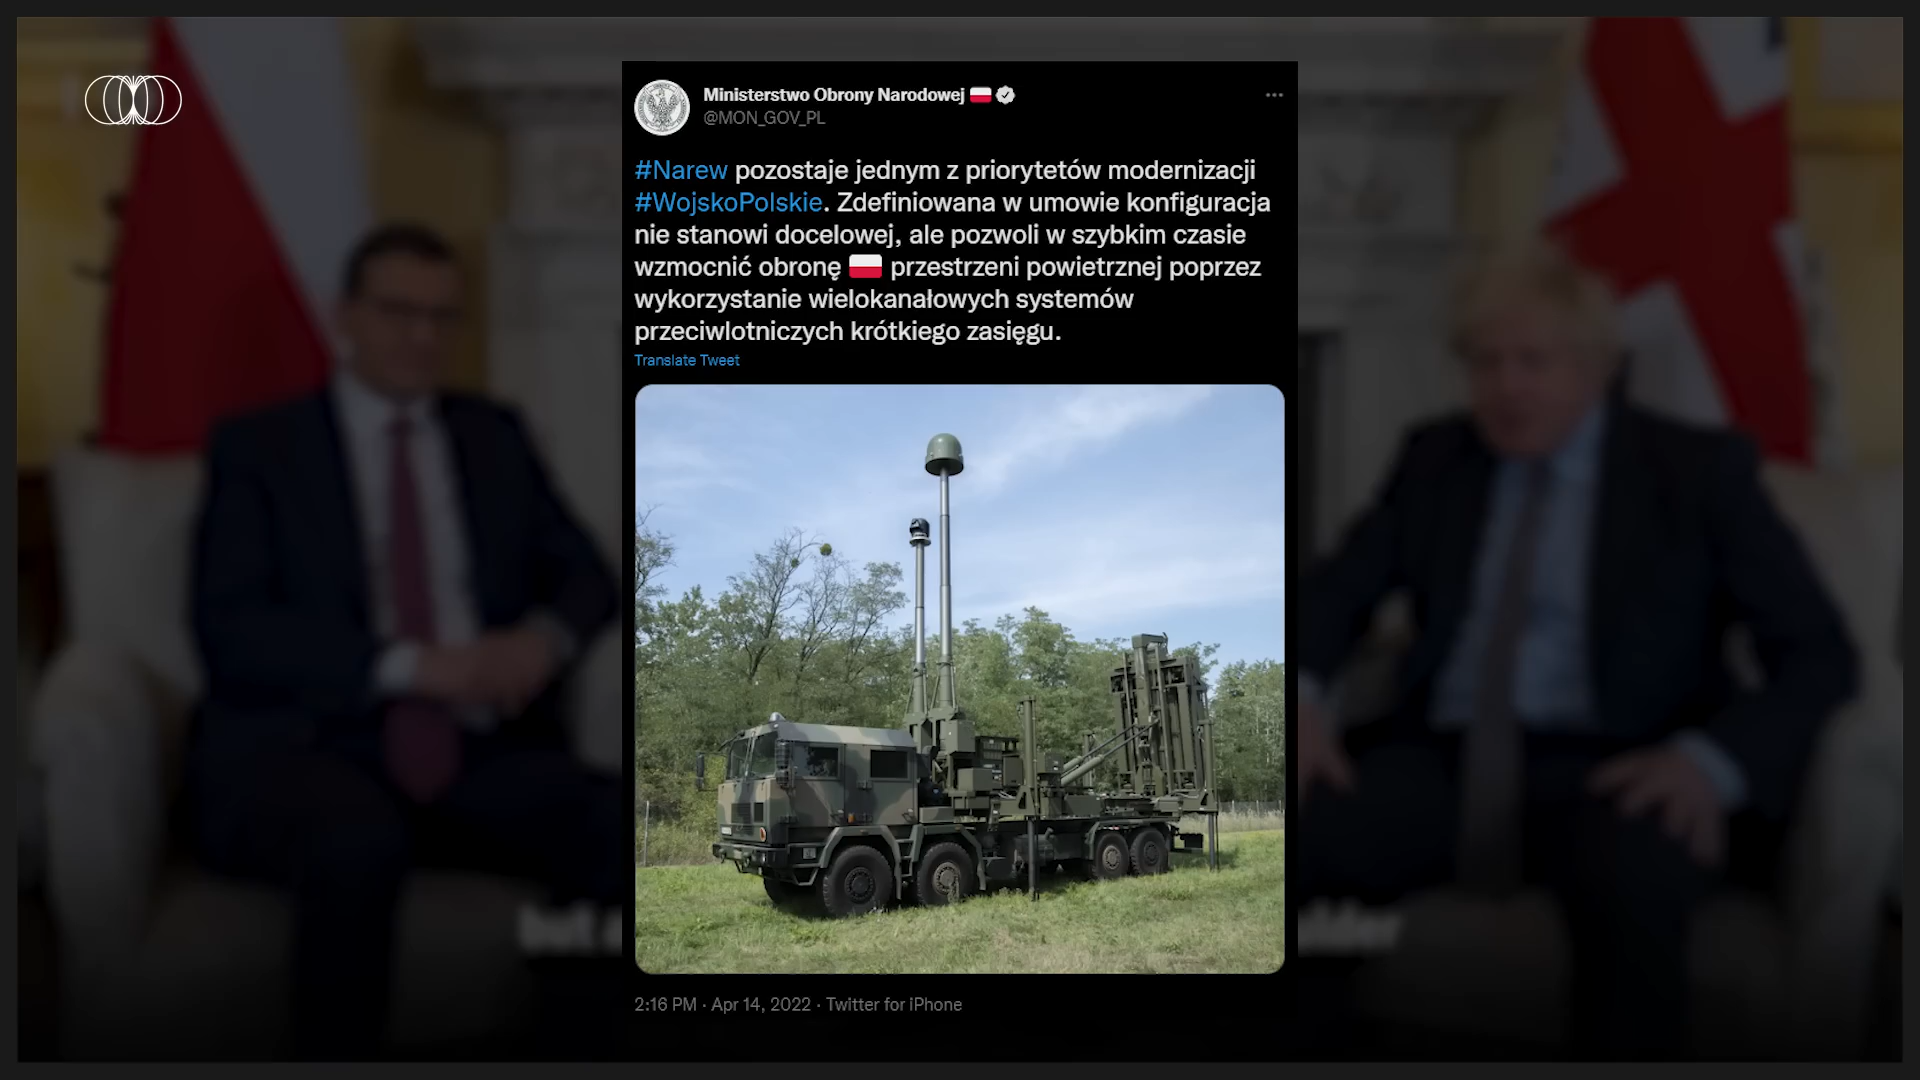 Ministerstwo Obrony Narodowej
@MON_GOV_PL
#Narew pozostaje jednym z priorytetów modernizacji
#WojskoPolskie. Zdefiniowana w umowie konfiguracja
nie stanowi docelowej, ale pozwoli w szybkim czasie
wzmocnić obronę 🇵🇱 przestrzeni powietrznej poprzez
wykorzystanie wielokanałowych systemów
przeciwlotniczych krótkiego zasięgu.
Translate Tweet
2:16 PM · Apr 14, 2022 · Twitter for iPhone
but